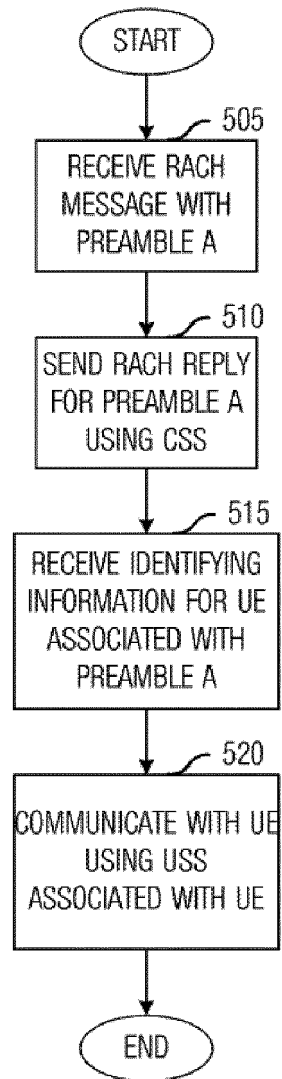 START
505
RECEIVE RACH
MESSAGE WITH
PREAMBLE A
510
SEND RACH REPLY
FOR PREAMBLE A
USING CSS
515
RECEIVE IDENTIFYING
INFORMATION FOR UE
ASSOCIATED WITH
PREAMBLE A
520
COMMUNICATE WITH UE
USING USS
ASSOCIATED WITH UE
END